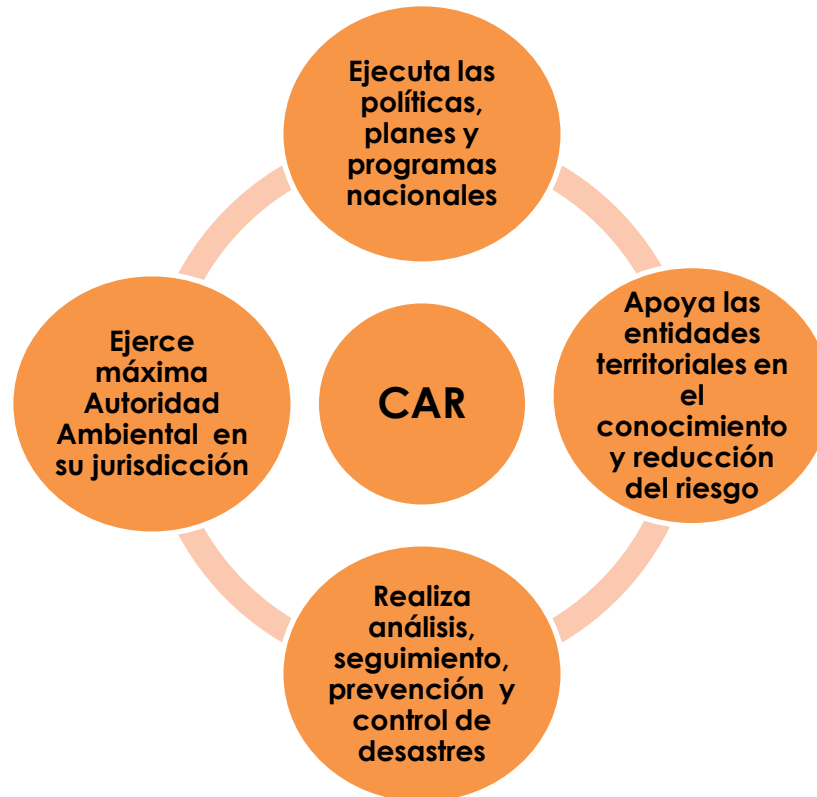 Ejecuta las
políticas,
planes y
programas
nacionales
Apoya las
entidades
territoriales en
el
conocimiento
y reducción
del riesgo
Realiza
análisis,
seguimiento,
prevención y
control de
desastres
Ejerce
máxima
Autoridad
Ambiental en
su jurisdicción
CAR